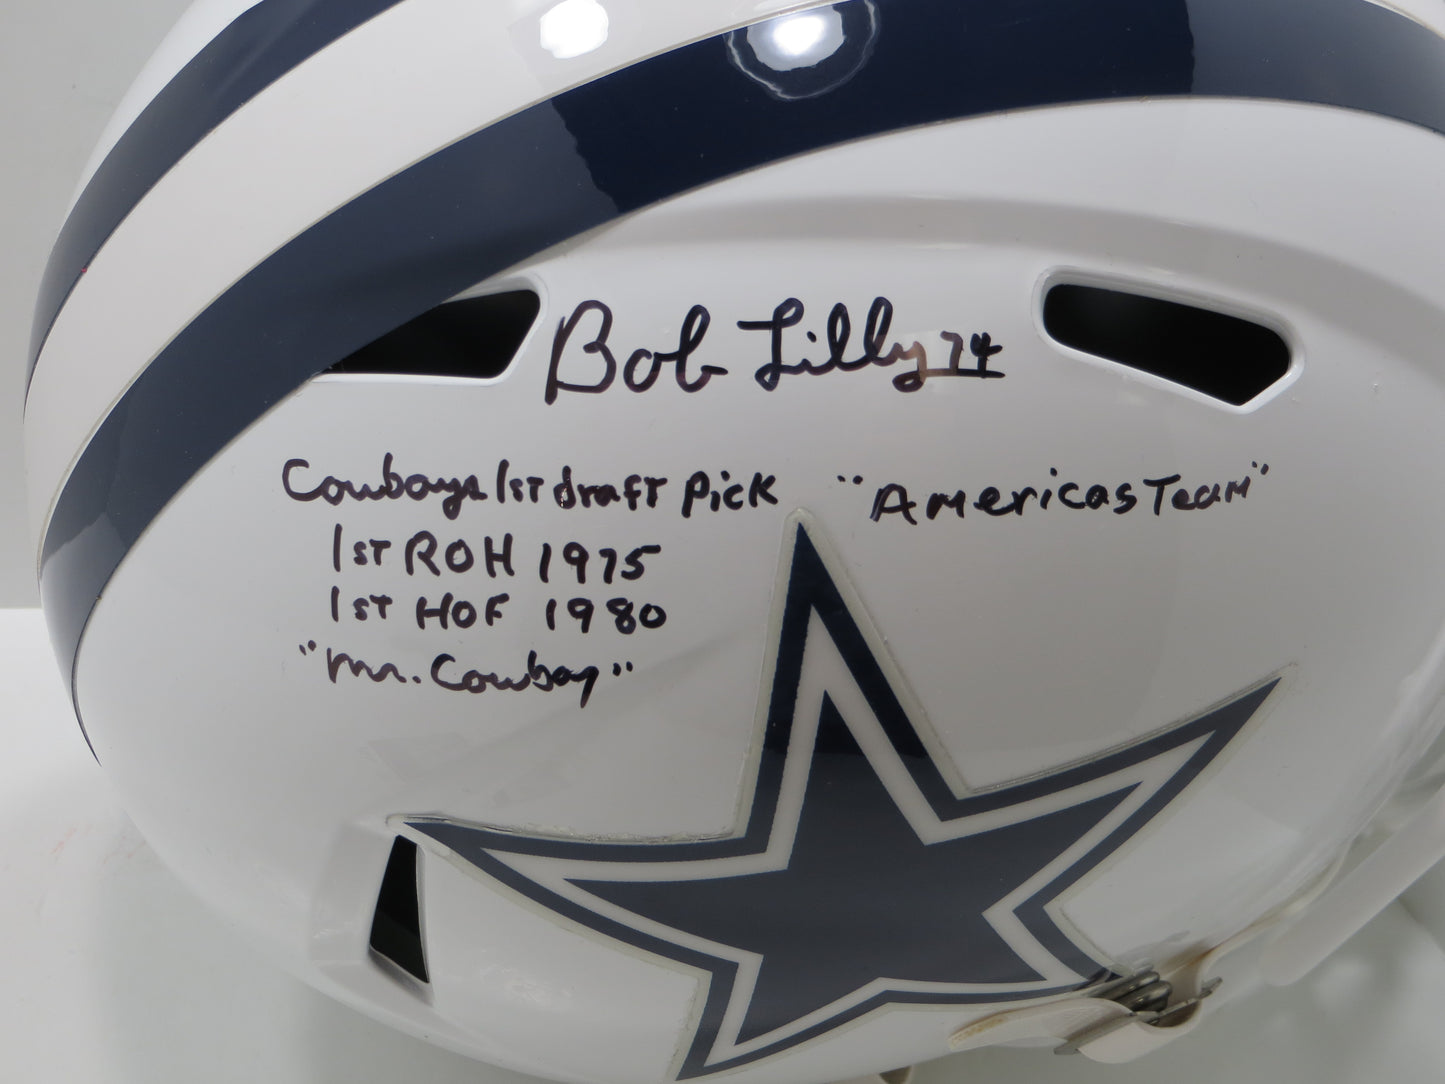 Bob Lilly 74
Cowboys 1st draft Pick
"Americas Team"
1st ROH 1975
1st HOF 1980
"Mr. Cowboy"